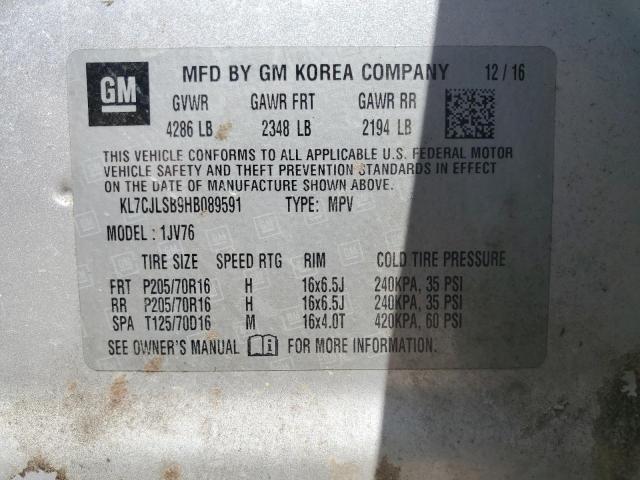 GM MFD BY GM KOREA COMPANY 12/16
GVWR GAWR FRT GAWR RR
4286 LB 2348 LB 2194 LB
THIS VEHICLE CONFORMS TO ALL APPLICABLE U.S. FEDERAL MOTOR
VEHICLE SAFETY AND THEFT PREVENTION STANDARDS IN EFFECT ON
THE DATE OF MANUFACTURE SHOWN ABOVE.
KL7CJLSB9HB089591 TYPE: MPV
MODEL: 1JV76
TIRE SIZE SPEED RTG RIM COLD TIRE PRESSURE
FRT P205/70R16 H 16x6.5J 240KPA, 35 PSI
RR P205/70R16 H 16x6.5J 240KPA, 35 PSI
SPA T125/70D16 M 16x4.0T 420KPA, 60 PSI
SEE OWNER'S MANUAL FOR MORE INFORMATION.